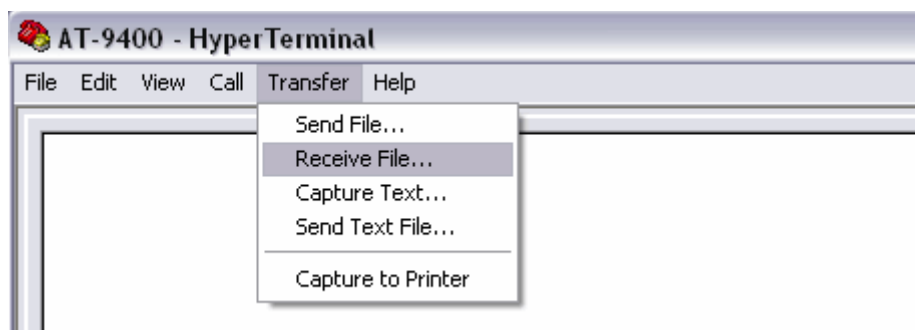 AT-9400 - HyperTerminal
File Edit View Call Transfer Help
Send File...
Receive File...
Capture Text...
Send Text File...
Capture to Printer